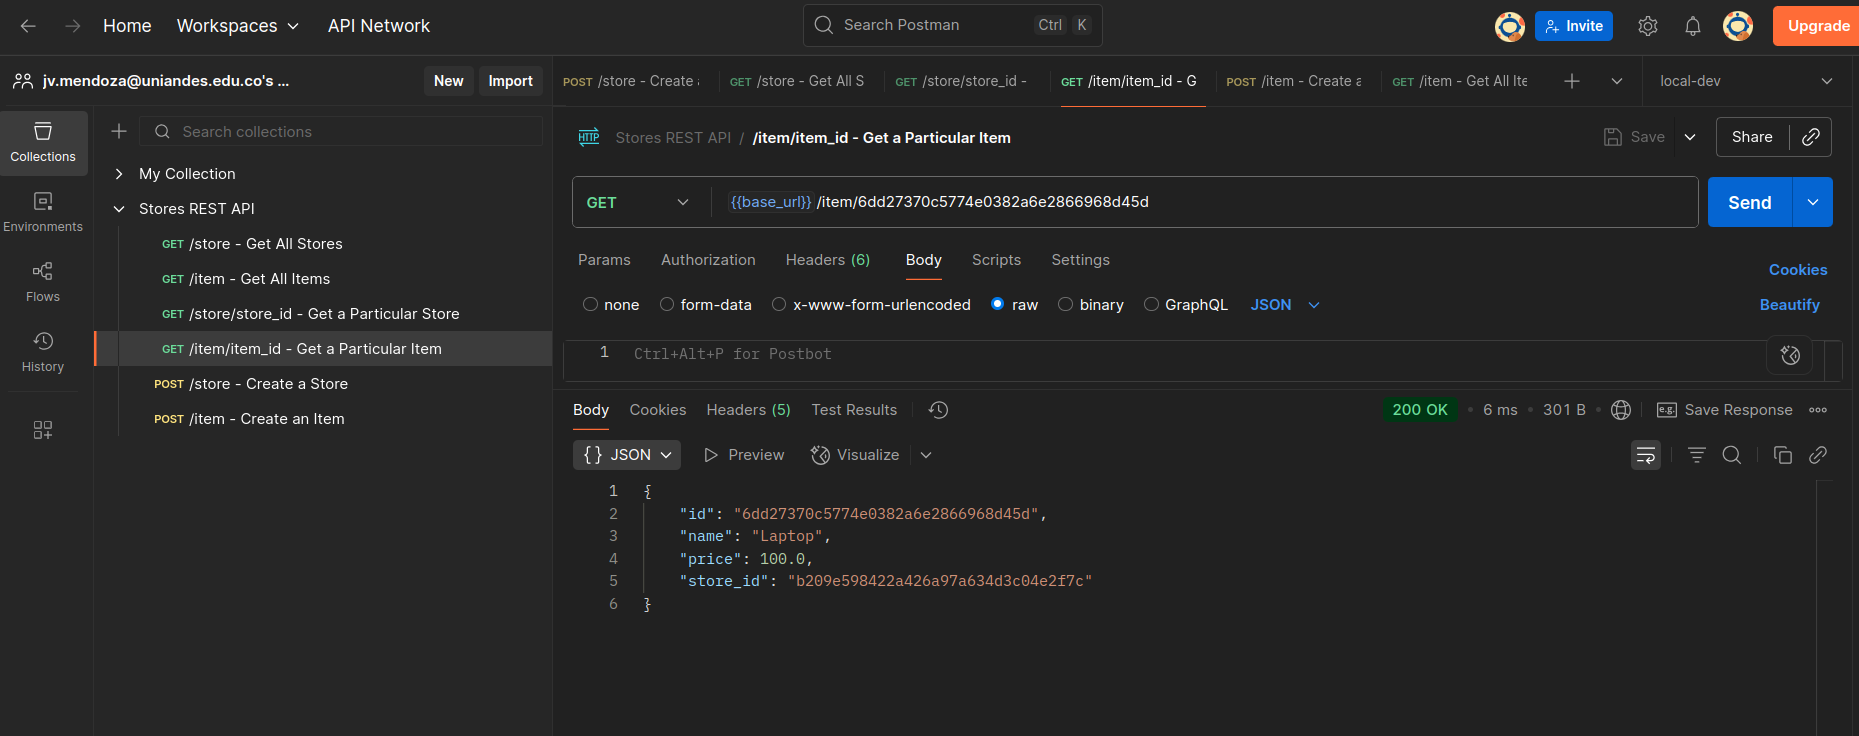 Home Workspaces API Network Search Postman Ctrl K Invite Upgrade
jv.mendoza@uniandes.edu.co's ... New Import
POST /store - Create a GET /store - Get All S GET /store/store_id - GET /item/item_id - G POST /item - Create a GET /item - Get All Ite local-dev
Collections
Environments
Flows
History
Search collections
My Collection
Stores REST API
GET /store - Get All Stores
GET /item - Get All Items
GET /store/store_id - Get a Particular Store
GET /item/item_id - Get a Particular Item
POST /store - Create a Store
POST /item - Create an Item
HTTP Stores REST API / /item/item_id - Get a Particular Item Save Share
GET {{base_url}}/item/6dd27370c5774e0382a6e2866968d45d Send
Params Authorization Headers (6) Body Scripts Settings Cookies
none form-data x-www-form-urlencoded raw binary GraphQL JSON Beautify
1 Ctrl+Alt+P for Postbot
Body Cookies Headers (5) Test Results 200 OK • 6 ms • 301 B • e.g. Save Response
{} JSON Preview Visualize
1 {
2 "id": "6dd27370c5774e0382a6e2866968d45d",
3 "name": "Laptop",
4 "price": 100.0,
5 "store_id": "b209e598422a426a97a634d3c04e2f7c"
6 }